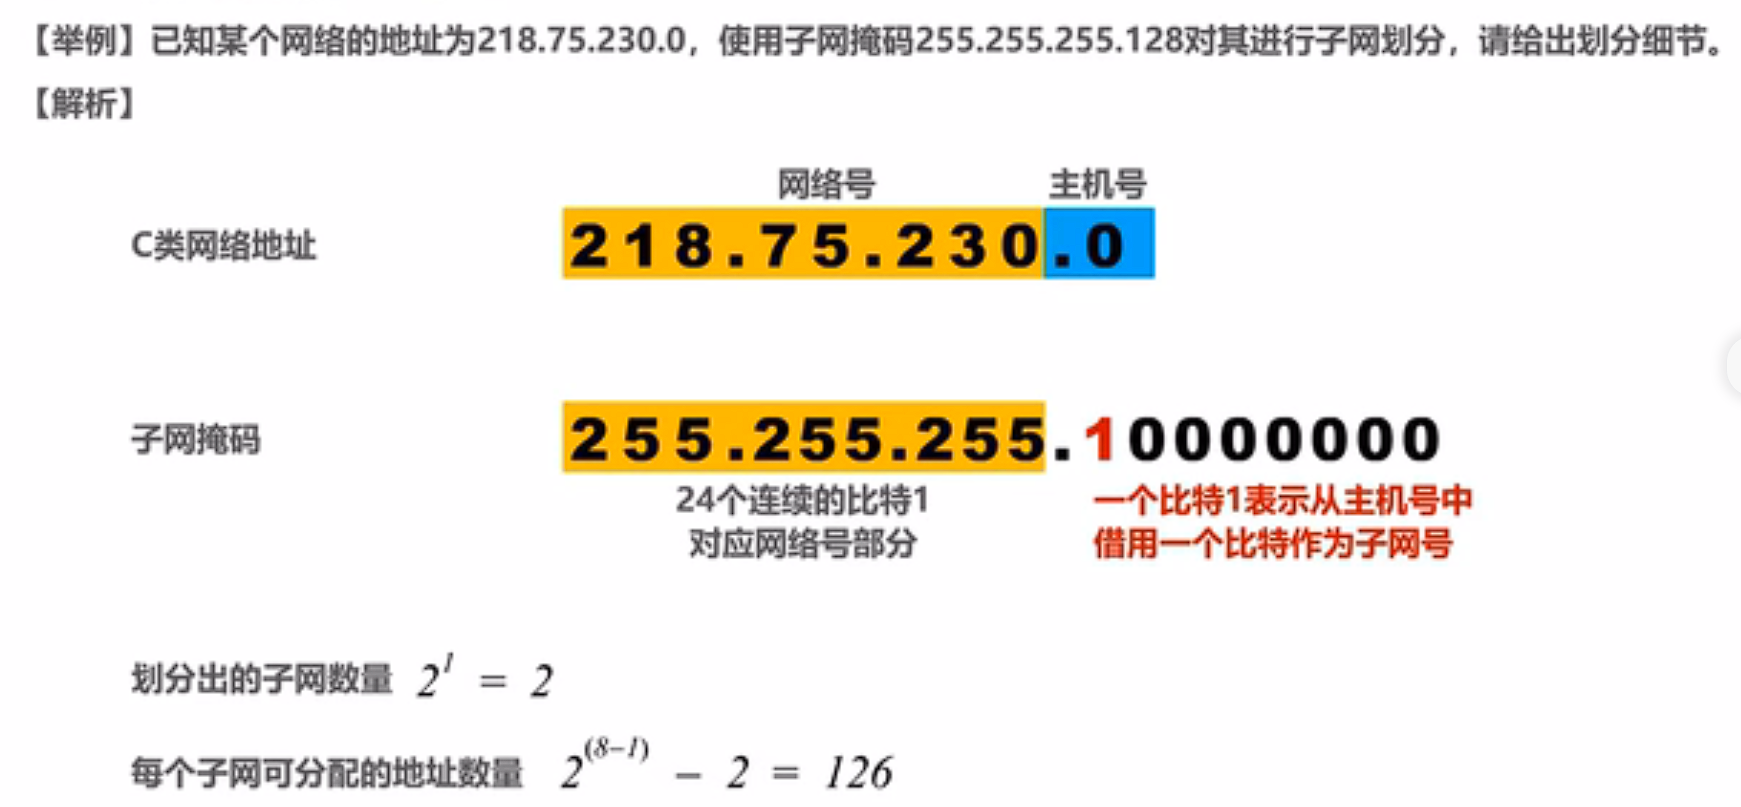 【举例】已知某个网络的地址为218.75.230.0，使用子网掩码255.255.255.128对其进行子网划分，请给出划分细节。
【解析】
网络号 主机号
C类网络地址 218.75.230.0
子网掩码 255.255.255.10000000
24个连续的比特1 一个比特1表示从主机号中
对应网络号部分 借用一个比特作为子网号
划分出的子网数量 2^1 = 2
每个子网可分配的地址数量 2^(8-1) - 2 = 126